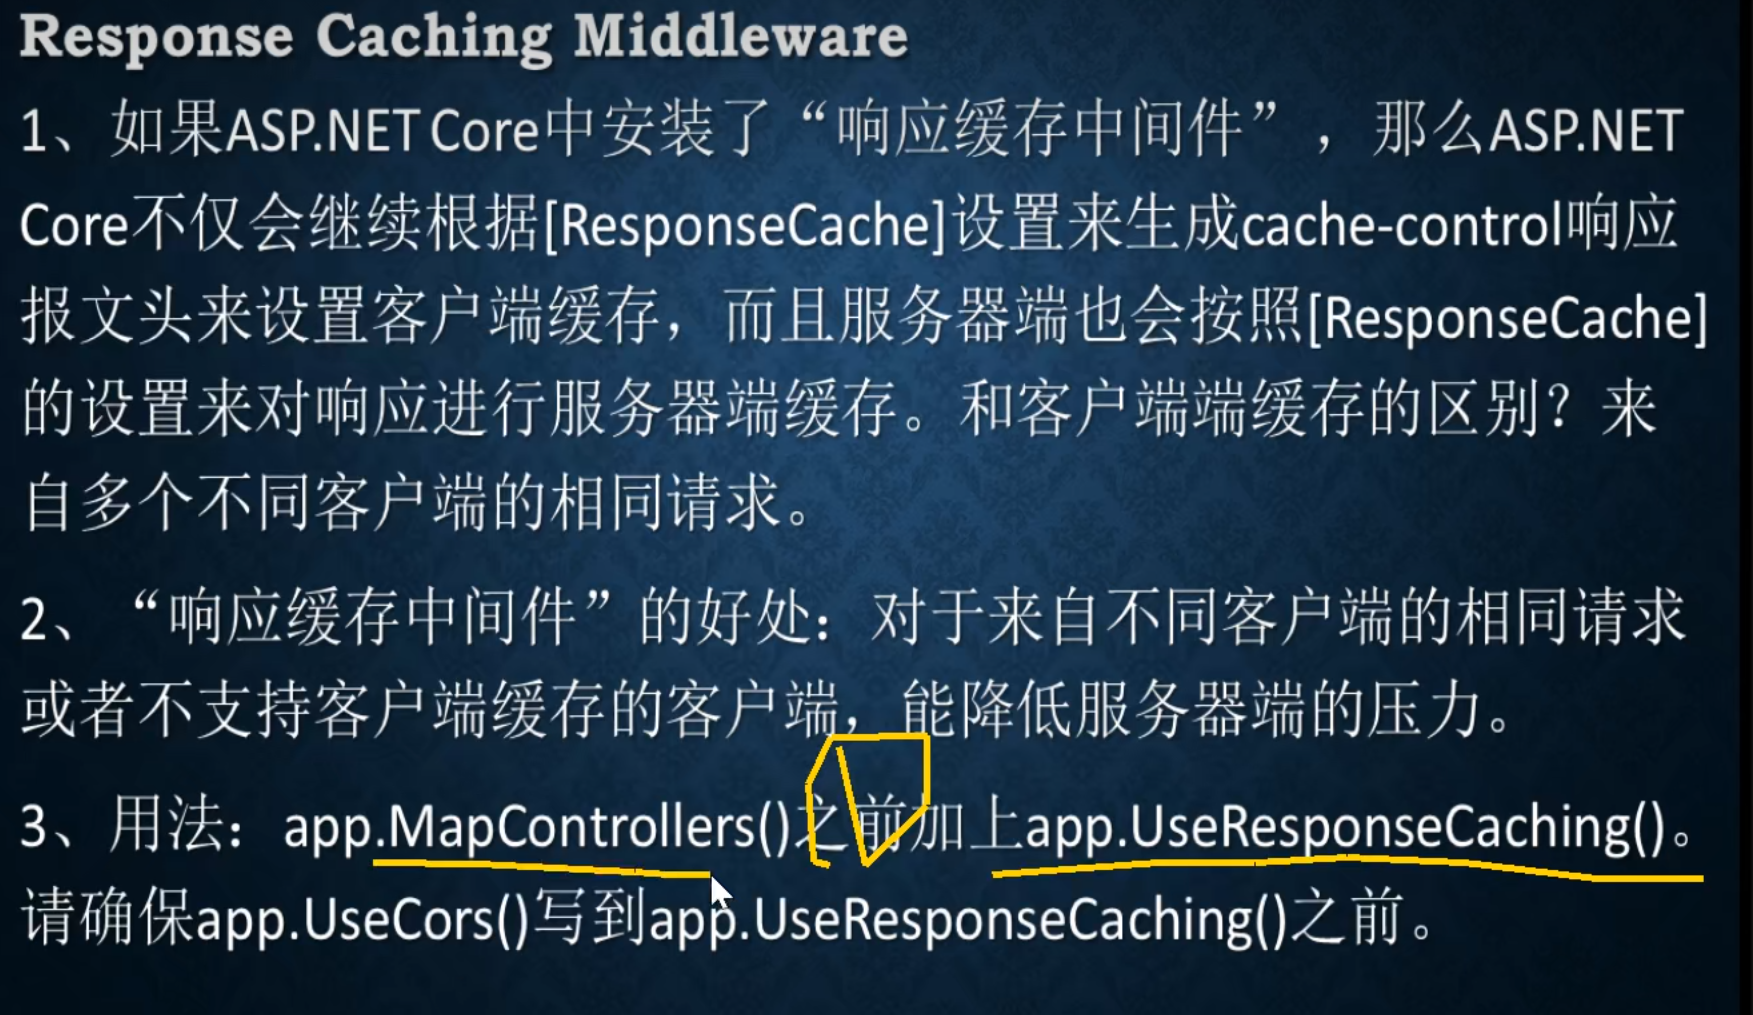 Response Caching Middleware
1、如果ASP.NET Core中安装了“响应缓存中间件”，那么ASP.NET
Core不仅会继续根据[ResponseCache]设置来生成cache-control响应
报文头来设置客户端缓存，而且服务器端也会按照[ResponseCache]
的设置来对响应进行服务器端缓存。和客户端端缓存的区别？来
自多个不同客户端的相同请求。
2、“响应缓存中间件”的好处：对于来自不同客户端的相同请求
或者不支持客户端缓存的客户端，能降低服务器端的压力。
3、用法：app.MapControllers()之前加上app.UseResponseCaching()。
请确保app.UseCors()写到app.UseResponseCaching()之前。